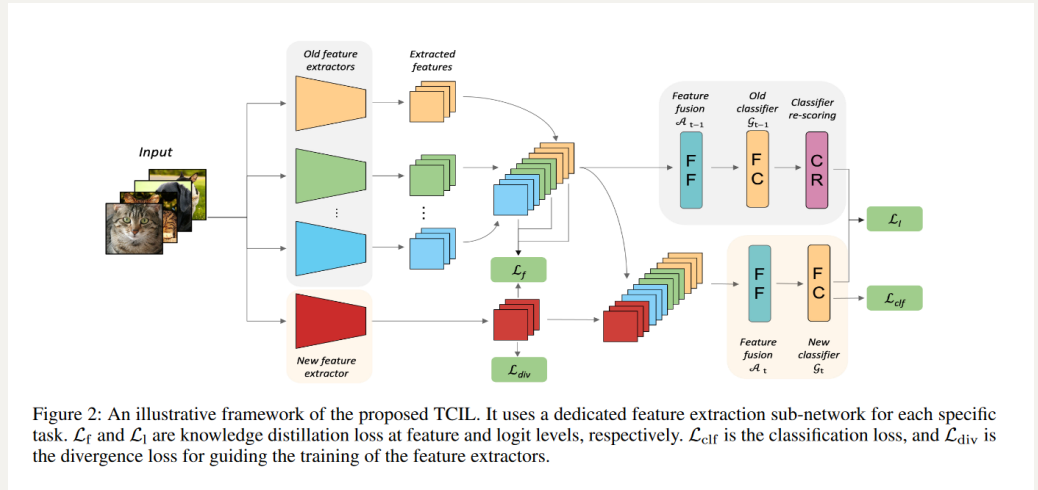 Old feature
extractors
Extracted
features
Input
Feature
fusion
𝒜 t−1
Old
classifier
𝒢t−1
Classifier
re-scoring
F
F
F
C
C
R
ℒl
ℒf
F
F
F
C
ℒclf
New feature
extractor
ℒdiv
Feature
fusion
𝒜 t
New
classifier
𝒢t
Figure 2: An illustrative framework of the proposed TCIL. It uses a dedicated feature extraction sub-network for each specific
task. ℒf and ℒl are knowledge distillation loss at feature and logit levels, respectively. ℒclf is the classification loss, and ℒdiv is
the divergence loss for guiding the training of the feature extractors.